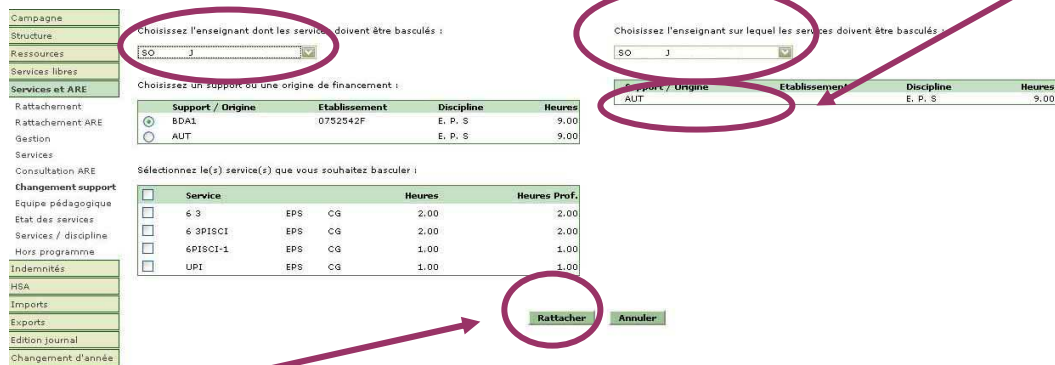 Campagne
Structure
Ressources
Services libres
Services et ARE
Rattachement
Rattachement ARE
Gestion
Services
Consultation ARE
Changement support
Equipe pédagogique
Etat des services
Services / discipline
Hors programme
Indemnités
HSA
Imports
Exports
Edition journal
Changement d'année
Choisissez l'enseignant dont les services doivent être basculés :
SO J
Choisissez un support ou une origine de financement :
Support / Origine Etablissement Discipline Heures
BDA1 0752542F E. P. S 9.00
AUT E. P. S 9.00
Sélectionnez le(s) service(s) que vous souhaitez basculer :
Service Heures Heures Prof.
6 3 EPS CG 2.00 2.00
6 3PISCI EPS CG 2.00 2.00
6PISCI-1 EPS CG 1.00 1.00
UPI EPS CG 1.00 1.00
Rattacher Annuler
Choisissez l'enseignant sur lequel les services doivent être basculés :
SO J
Support / Origine Etablissement Discipline Heures
AUT E. P. S 9.00